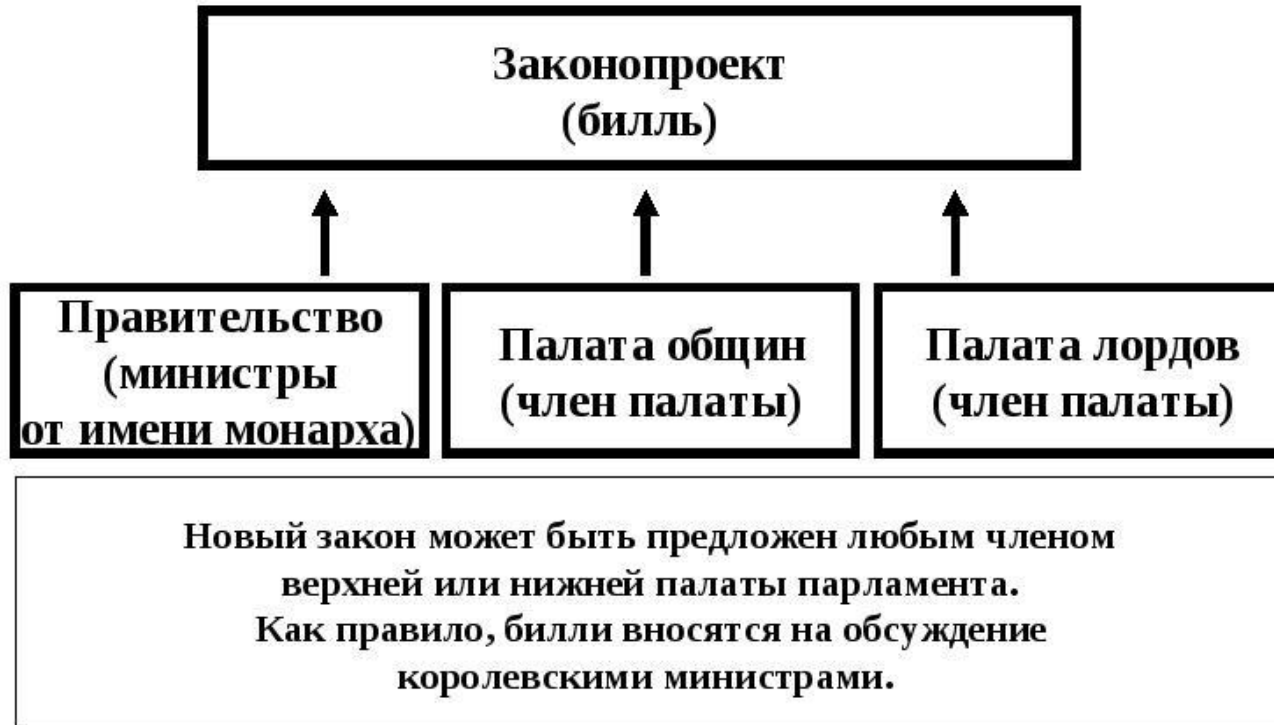 Законопроект
(билль)
Правительство
(министры
от имени монарха)
Палата общин
(член палаты)
Палата лордов
(член палаты)
Новый закон может быть предложен любым членом
верхней или нижней палаты парламента.
Как правило, билли вносятся на обсуждение
королевскими министрами.